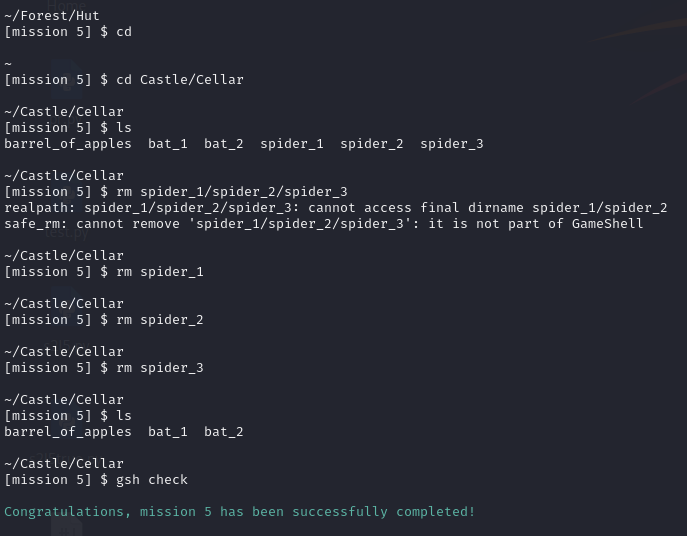 ~/Forest/Hut
[mission 5] $ cd
~
[mission 5] $ cd Castle/Cellar
~/Castle/Cellar
[mission 5] $ ls
barrel_of_apples  bat_1  bat_2  spider_1  spider_2  spider_3
~/Castle/Cellar
[mission 5] $ rm spider_1/spider_2/spider_3
realpath: spider_1/spider_2/spider_3: cannot access final dirname spider_1/spider_2
safe_rm: cannot remove 'spider_1/spider_2/spider_3': it is not part of GameShell
~/Castle/Cellar
[mission 5] $ rm spider_1
~/Castle/Cellar
[mission 5] $ rm spider_2
~/Castle/Cellar
[mission 5] $ rm spider_3
~/Castle/Cellar
[mission 5] $ ls
barrel_of_apples  bat_1  bat_2
~/Castle/Cellar
[mission 5] $ gsh check
Congratulations, mission 5 has been successfully completed!